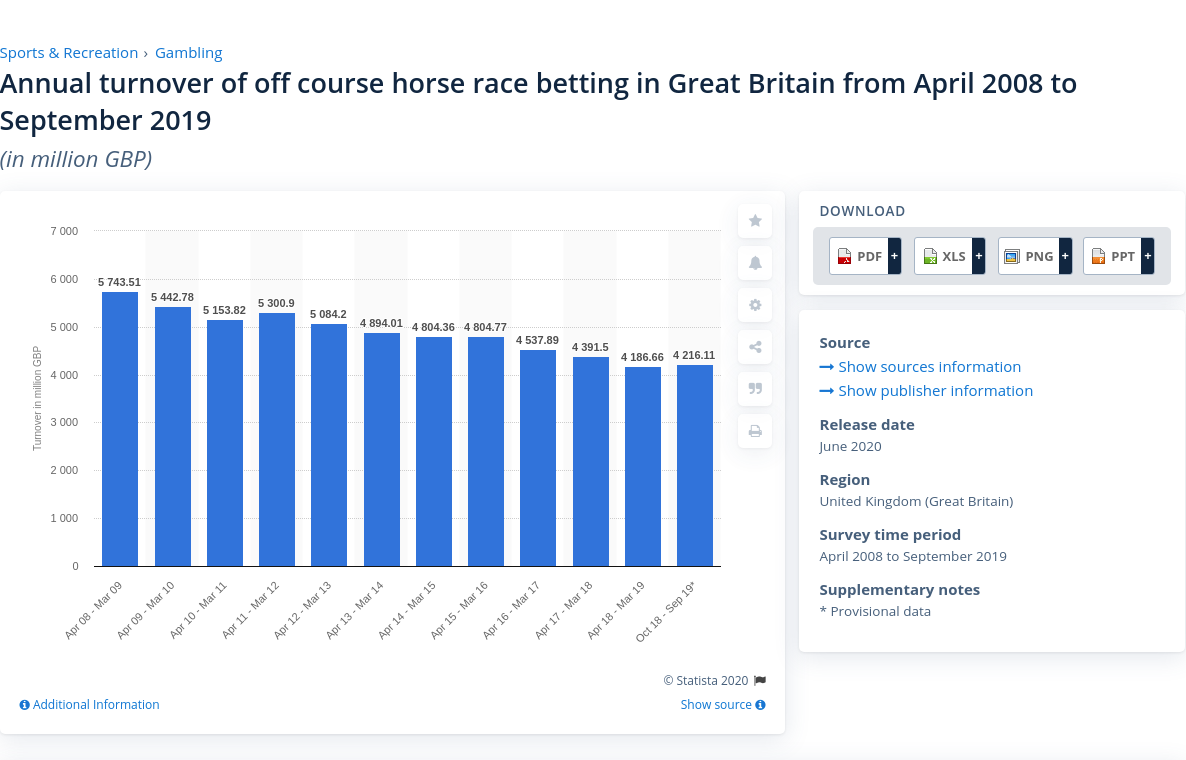 Sports & Recreation › Gambling
Annual turnover of off course horse race betting in Great Britain from April 2008 to
September 2019
(in million GBP)
Turnover in million GBP
7 000
6 000
5 000
4 000
3 000
2 000
1 000
0
5 743.51
5 442.78
5 153.82
5 300.9
5 084.2
4 894.01
4 804.36
4 804.77
4 537.89
4 391.5
4 186.66
4 216.11
Apr 08 - Mar 09
Apr 09 - Mar 10
Apr 10 - Mar 11
Apr 11 - Mar 12
Apr 12 - Mar 13
Apr 13 - Mar 14
Apr 14 - Mar 15
Apr 15 - Mar 16
Apr 16 - Mar 17
Apr 17 - Mar 18
Apr 18 - Mar 19
Oct 18 - Sep 19*
© Statista 2020
Additional Information
Show source
DOWNLOAD
PDF + XLS + PNG + PPT +
Source
Show sources information
Show publisher information
Release date
June 2020
Region
United Kingdom (Great Britain)
Survey time period
April 2008 to September 2019
Supplementary notes
* Provisional data